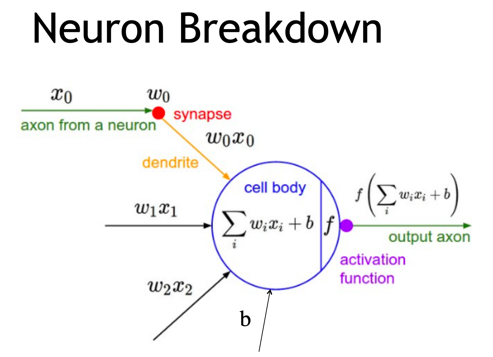 Neuron Breakdown
x₀
w₀
synapse
axon from a neuron
w₀x₀
dendrite
cell body
f(∑ᵢ wᵢxᵢ + b)
w₁x₁
∑ᵢ wᵢxᵢ + b
f
output axon
activation
function
w₂x₂
b